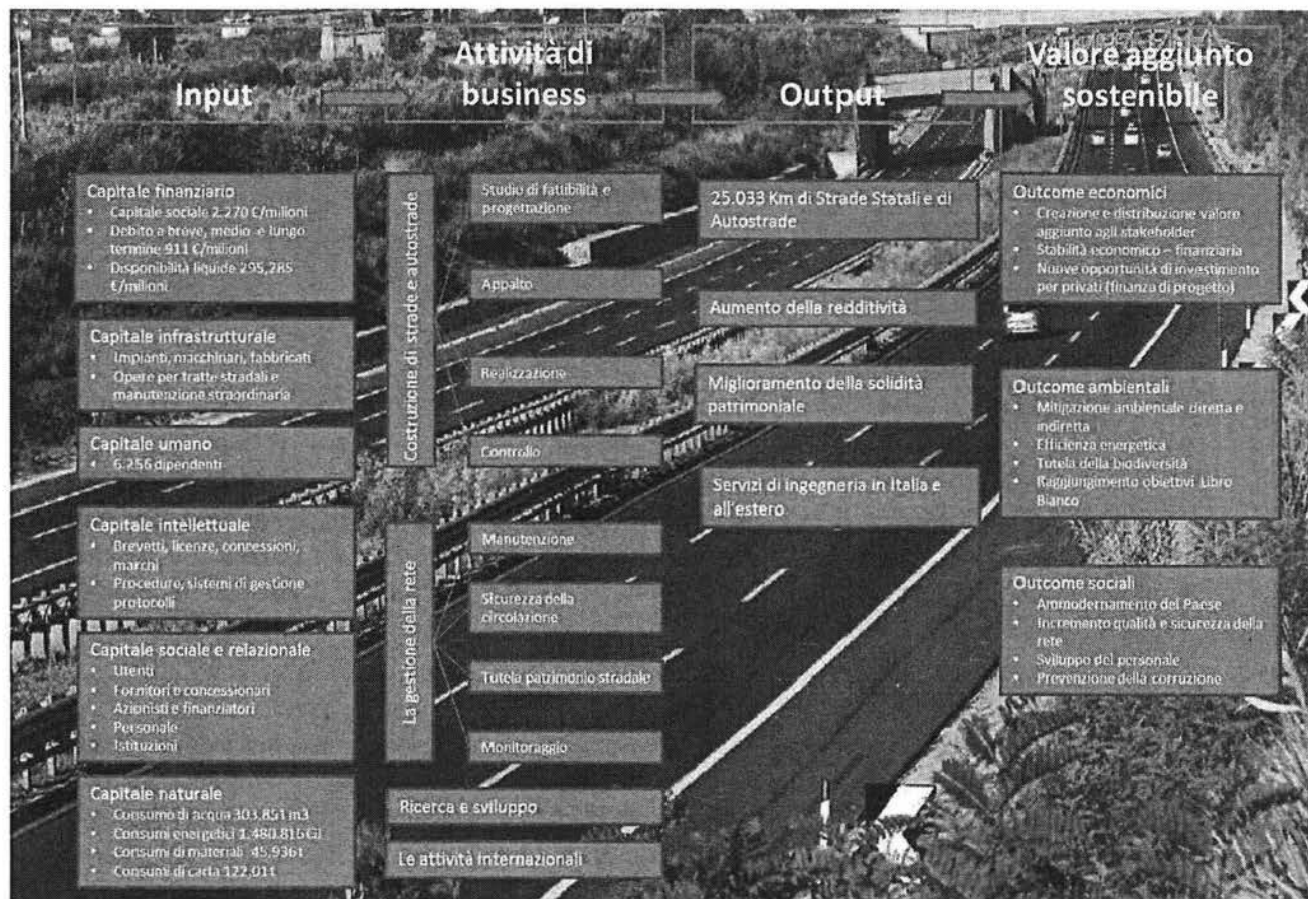 Input
Attività di
business
Output
Valore aggiunto
sostenibile
Capitale finanziario
• Capitale sociale 2.270 €/milioni
• Debito a breve, medio e lungo
termine 911 €/milioni
• Disponibilità liquide 295,285
€/milioni
Capitale infrastrutturale
• Impianti, macchinari, fabbricati
• Opere per tratte stradali e
manutenzione straordinaria
Capitale umano
• 6.256 dipendenti
Capitale intellettuale
• Brevetti, licenze, concessioni,
marchi
• Procedure, sistemi di gestione
protocolli
Capitale sociale e relazionale
• Utenti
• Fornitori e concessionari
• Azionisti e finanziatori
• Personale
• Istituzioni
Capitale naturale
• Consumo di acqua 303,851 m3
• Consumi energetici 1.480.816 GJ
• Consumi di materiali 45,936t
• Consumi di carta 122,01t
Costruzione di strade e autostrade
Studio di fattibilità e
progettazione
Appalto
Realizzazione
Controllo
La gestione della rete
Manutenzione
Sicurezza della
circolazione
Tutela patrimonio stradale
Monitoraggio
Ricerca e sviluppo
Le attività internazionali
25.033 Km di Strade Statali e di
Autostrade
Aumento della redditività
Miglioramento della solidità
patrimoniale
Servizi di ingegneria in Italia e
all'estero
Outcome economici
• Creazione e distribuzione valore
aggiunto agli stakeholder
• Stabilità economico – finanziaria
• Nuove opportunità di investimento
per privati (finanza di progetto)
Outcome ambientali
• Mitigazione ambientale diretta e
indiretta
• Efficienza energetica
• Tutela della biodiversità
• Raggiungimento obiettivi Libro
Bianco
Outcome sociali
• Ammodernamento del Paese
• Incremento qualità e sicurezza della
rete
• Sviluppo del personale
• Prevenzione della corruzione